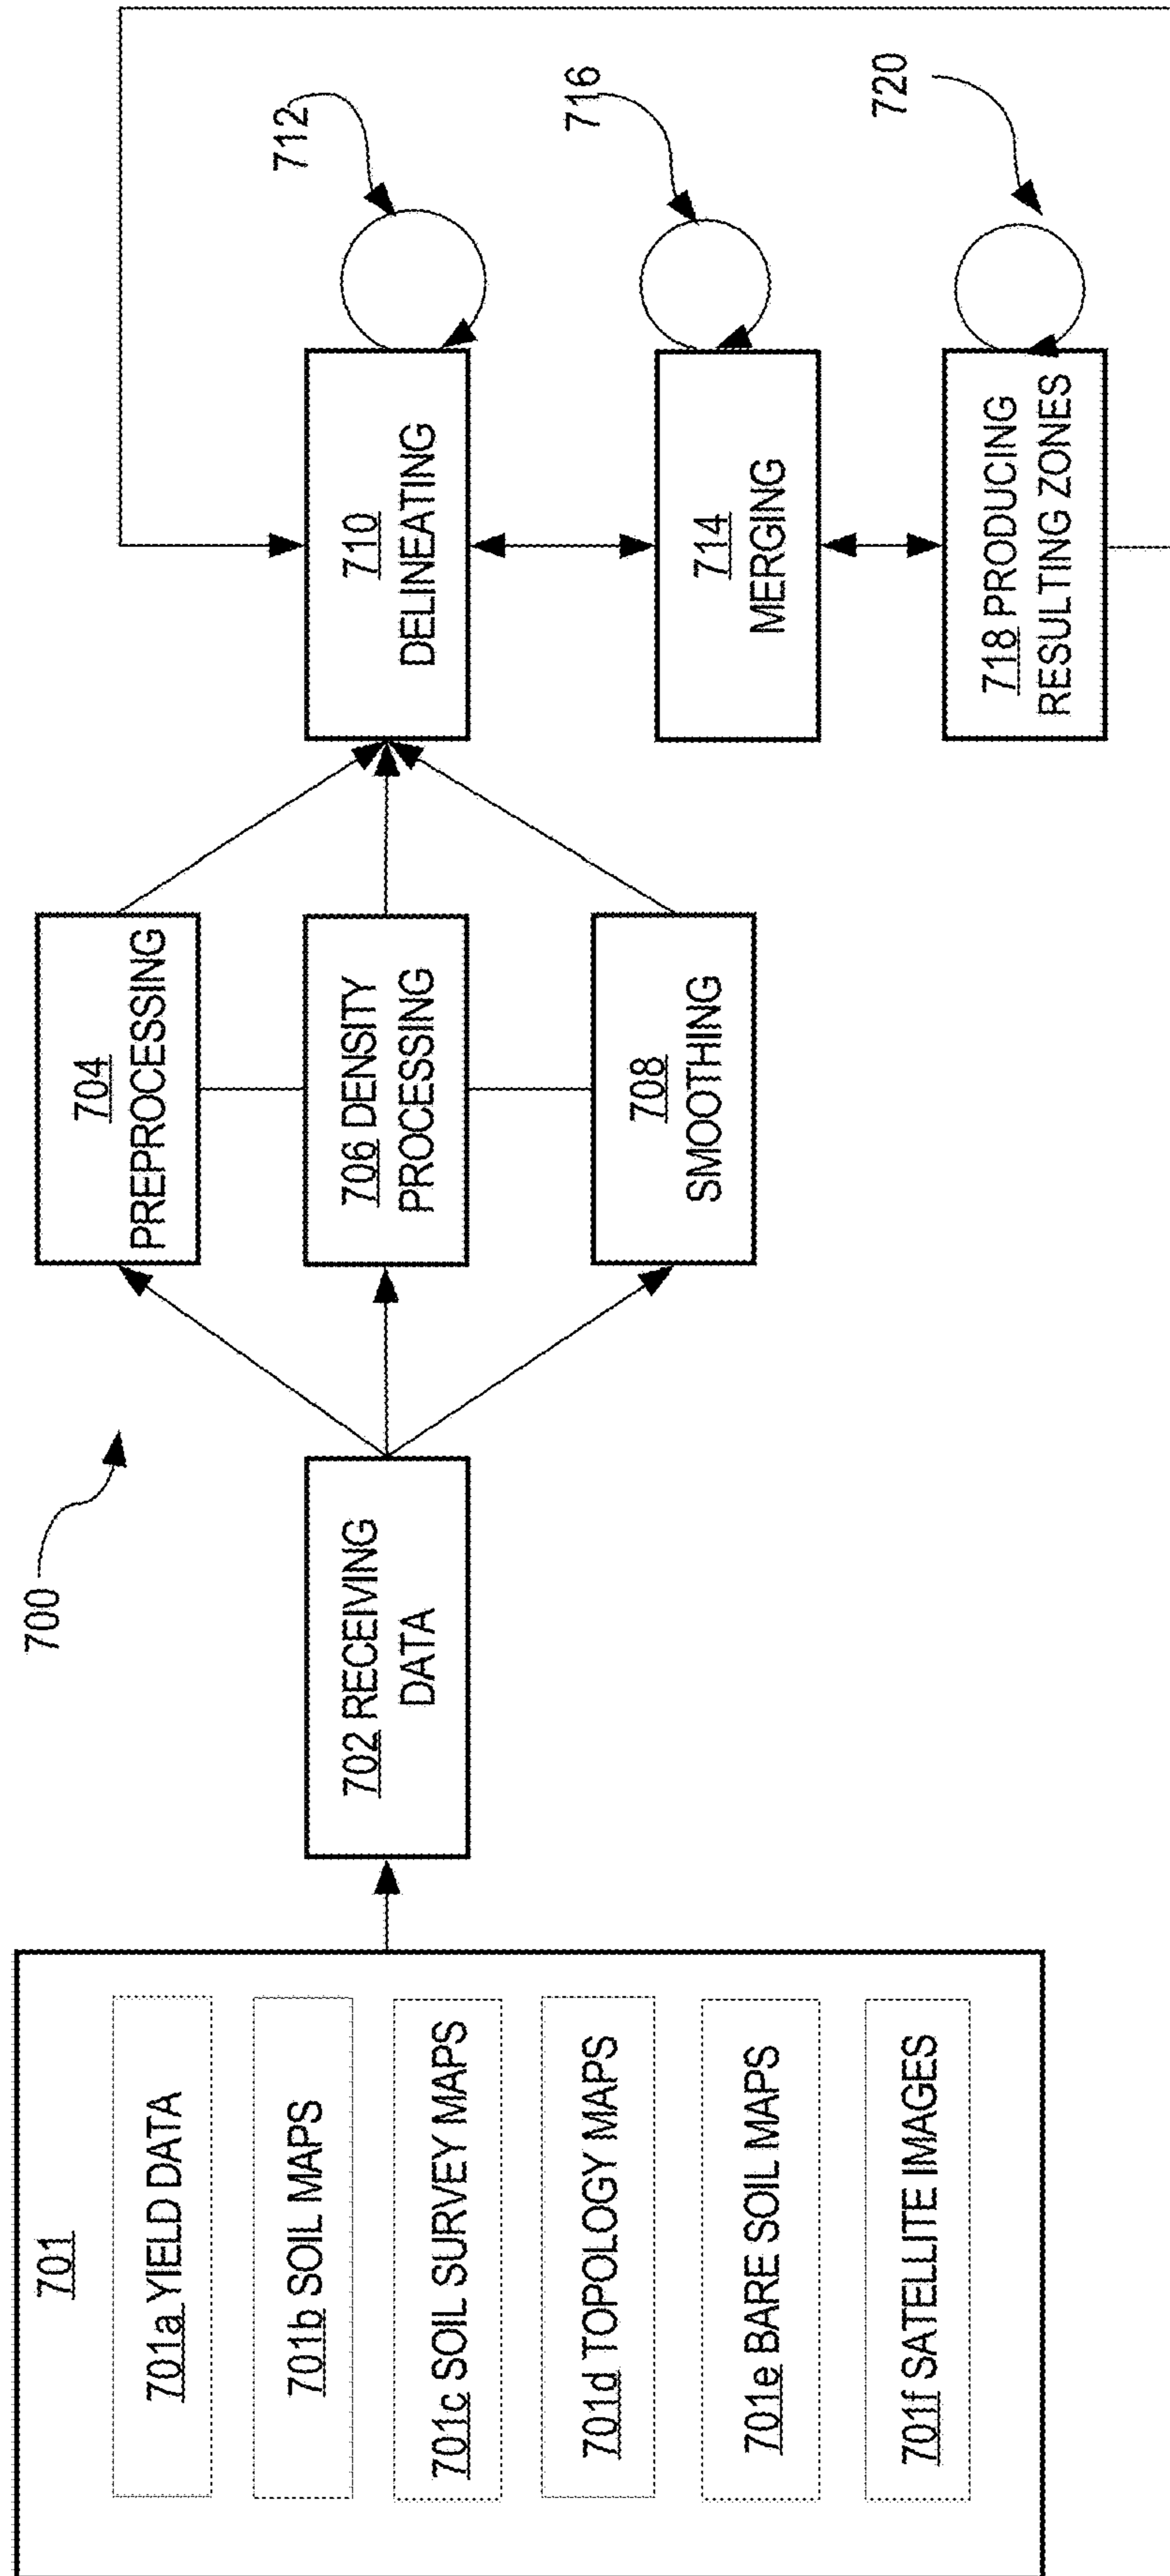 700
701
701a YIELD DATA
701b SOIL MAPS
701c SOIL SURVEY MAPS
701d TOPOLOGY MAPS
701e BARE SOIL MAPS
701f SATELLITE IMAGES
702 RECEIVING
DATA
704
PREPROCESSING
706 DENSITY
PROCESSING
708
SMOOTHING
710
DELINEATING
712
714
MERGING
716
718 PRODUCING
RESULTING ZONES
720